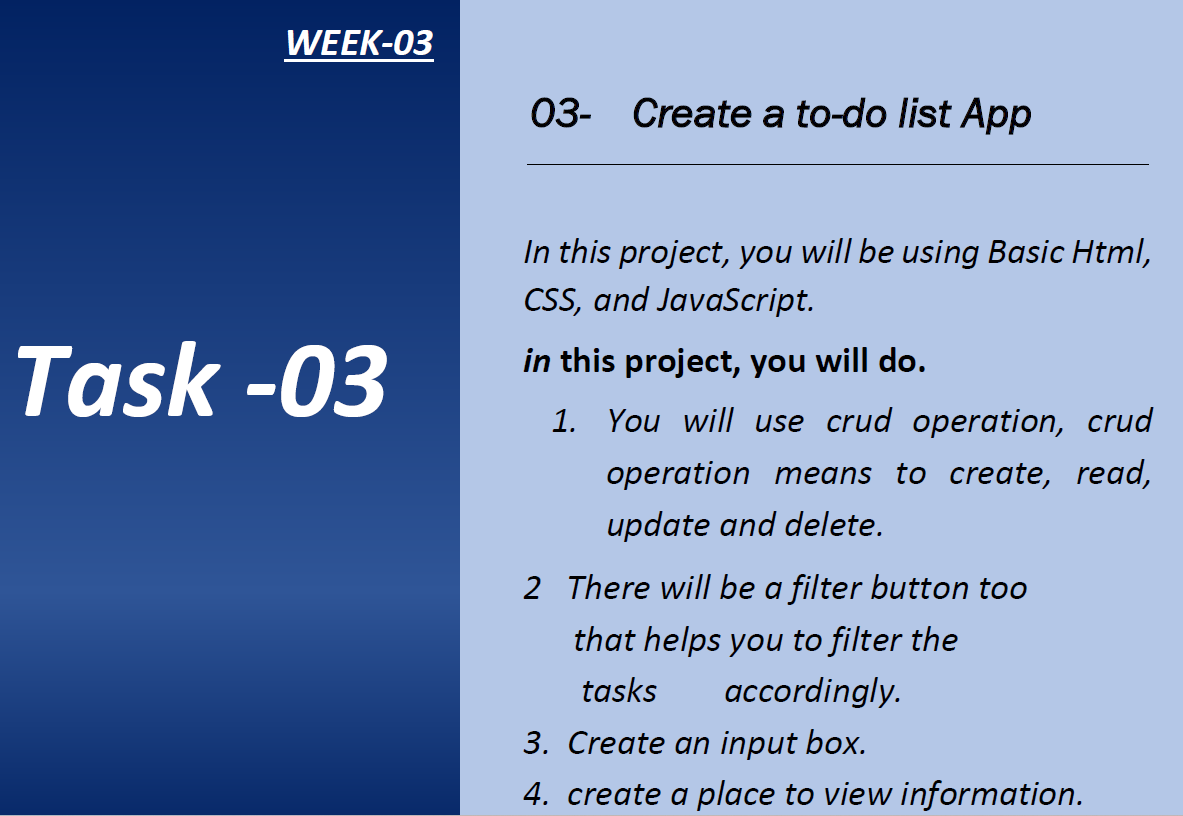 WEEK-03
Task -03
03- Create a to-do list App
In this project, you will be using Basic Html,
CSS, and JavaScript.
in this project, you will do.
1. You will use crud operation, crud
operation means to create, read,
update and delete.
2 There will be a filter button too
that helps you to filter the
tasks accordingly.
3. Create an input box.
4. create a place to view information.